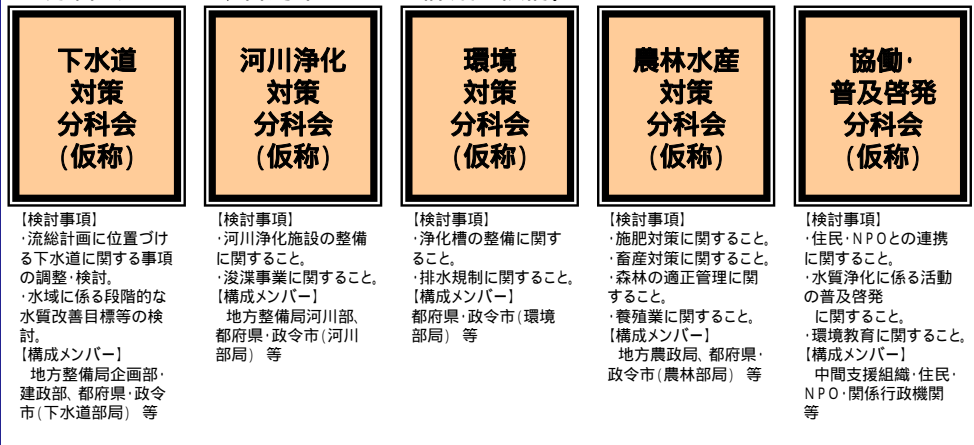 下水道
対策
分科会
(仮称)
【検討事項】
・流総計画に位置づけ
る下水道に関する事項
の調整・検討。
・水域に係る段階的な
水質改善目標等の検
討。
【構成メンバー】
地方整備局企画部・
建政部、都府県・政令
市(下水道部局) 等
河川浄化
対策
分科会
(仮称)
【検討事項】
・河川浄化施設の整備
に関すること。
・浚渫事業に関すること。
【構成メンバー】
地方整備局河川部、
都府県・政令市(河川
部局) 等
環境
対策
分科会
(仮称)
【検討事項】
・浄化槽の整備に関す
ること。
・排水規制に関すること。
【構成メンバー】
都府県・政令市(環境
部局) 等
農林水産
対策
分科会
(仮称)
【検討事項】
・施肥対策に関すること。
・畜産対策に関すること。
・森林の適正管理に関
すること。
・養殖業に関すること。
【構成メンバー】
地方農政局、都府県・
政令市(農林部局) 等
協働・
普及啓発
分科会
(仮称)
【検討事項】
・住民・NPOとの連携
に関すること。
・水質浄化に係る活動
の普及啓発
に関すること。
・環境教育に関すること。
【構成メンバー】
中間支援組織・住民・
NPO・関係行政機関
等